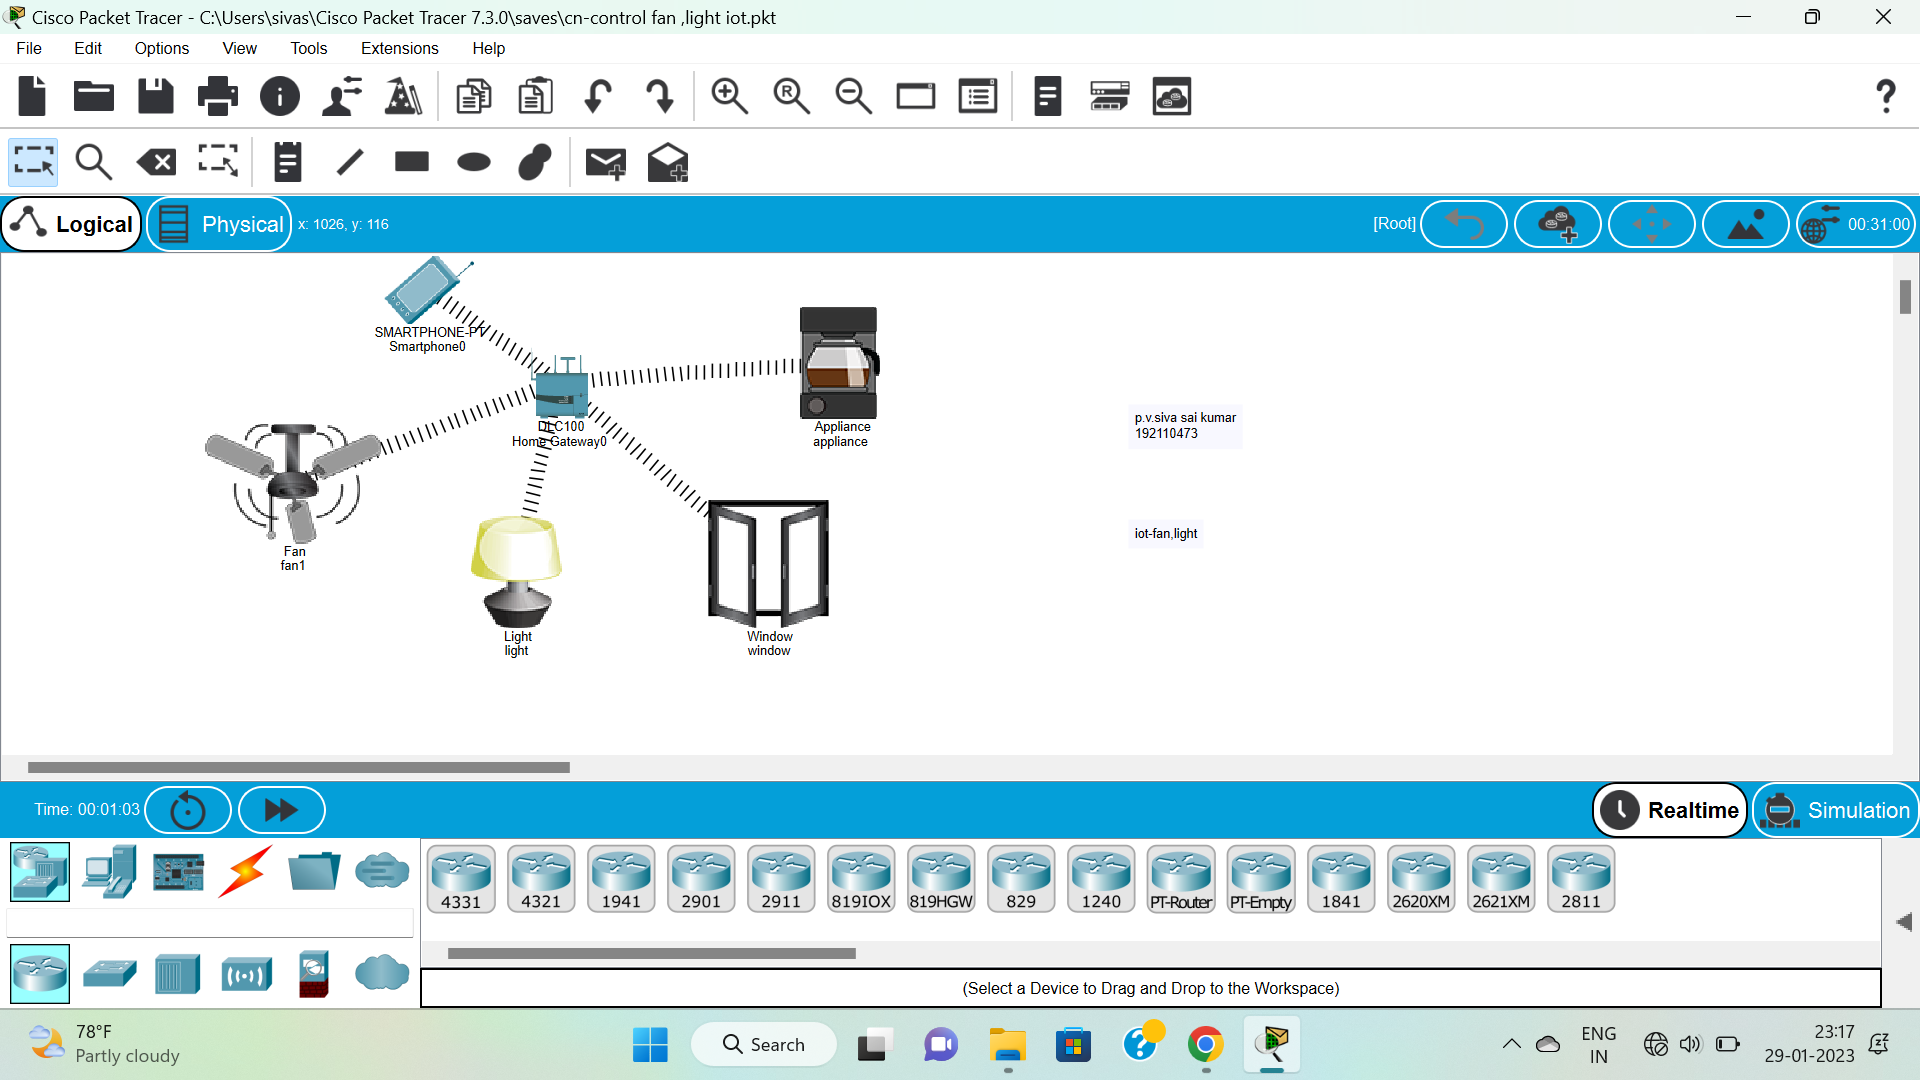 Cisco Packet Tracer - C:\Users\sivas\Cisco Packet Tracer 7.3.0\saves\cn-control fan ,light iot.pkt
File Edit Options View Tools Extensions Help
Logical Physical x: 1026, y: 116 [Root] 00:31:00
SMARTPHONE-PT
Smartphone0
Appliance
appliance
Home Gateway0
p.v.siva sai kumar
192110473
iot-fan,light
Fan
fan1
Light
light
Window
window
Time: 00:01:03 Realtime Simulation
4331 4321 1941 2901 2911 819IOX 819HGW 829 1240 PT-Router PT-Empty 1841 2620XM 2621XM 2811
(Select a Device to Drag and Drop to the Workspace)
78°F
Partly cloudy
Search
ENG
IN
23:17
29-01-2023